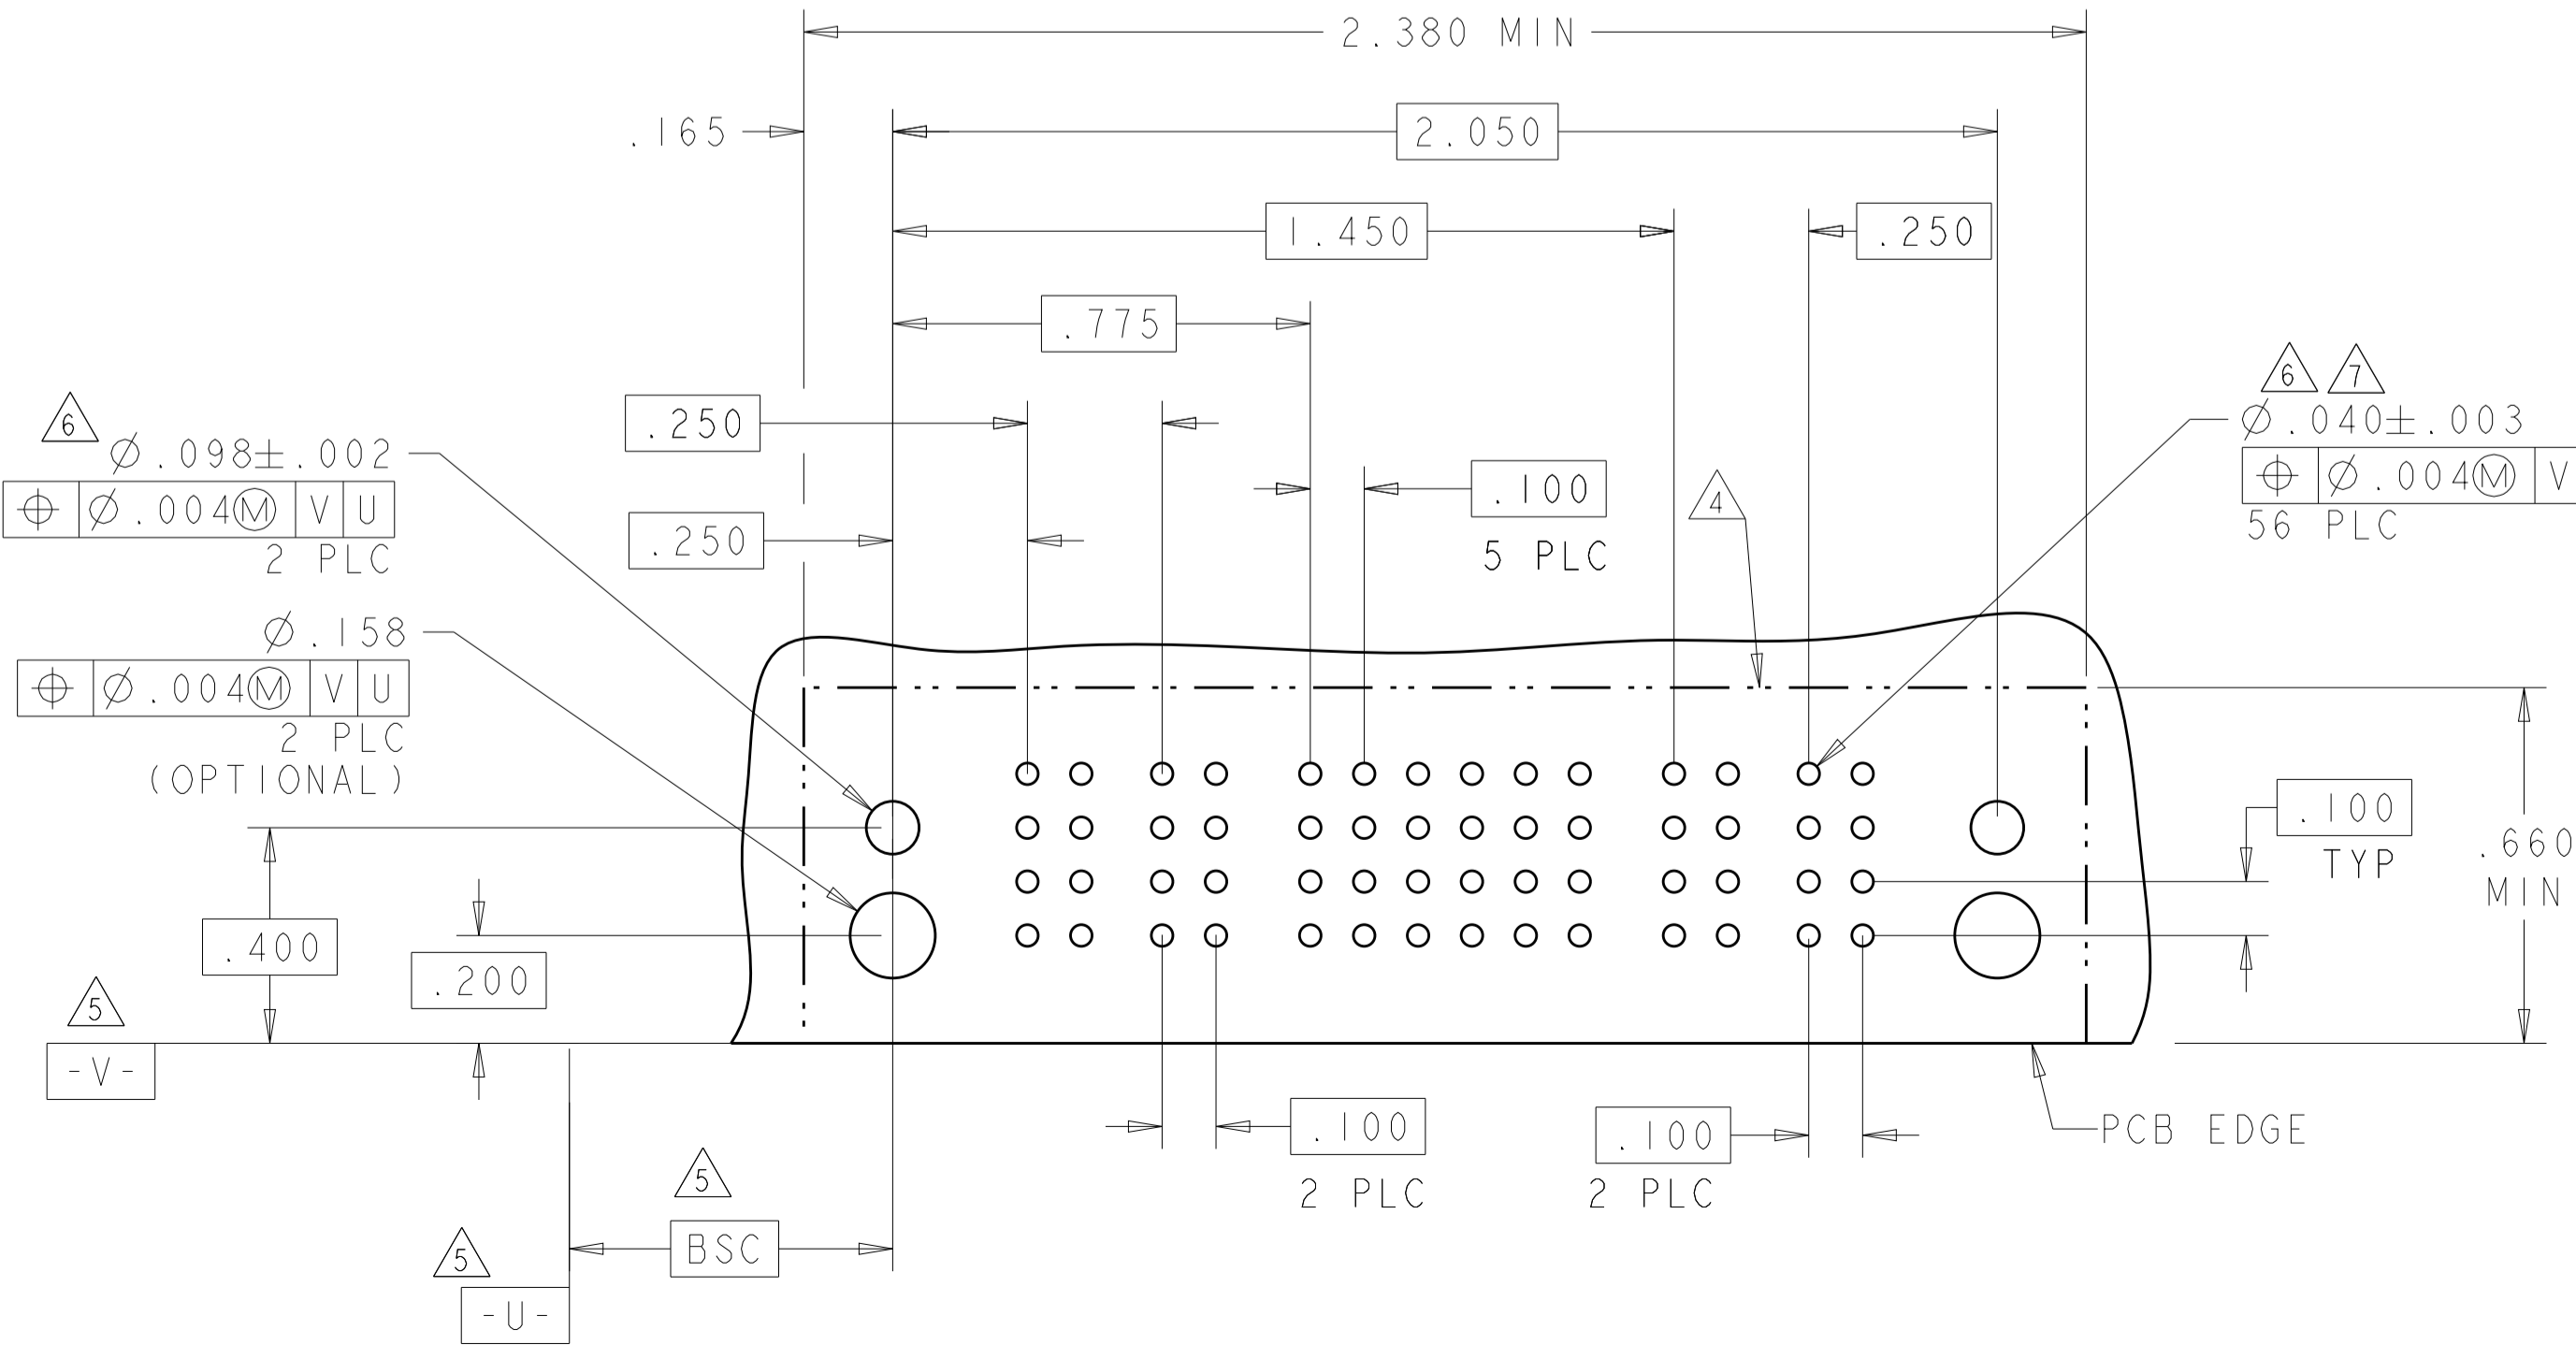 2.380 MIN
.165
2.050
1.450
.250
.775
6 7
.250
6
Ø.040±.003
Ø.098±.002
⌖ Ø.004Ⓜ V
.100
4
⌖ Ø.004Ⓜ V U
56 PLC
.250
5 PLC
2 PLC
Ø.158
⌖ Ø.004Ⓜ V U
2 PLC
(OPTIONAL)
.100
TYP
.660
MIN
.400
.200
5
-V-
.100
.100
PCB EDGE
5
2 PLC
2 PLC
BSC
5
-U-